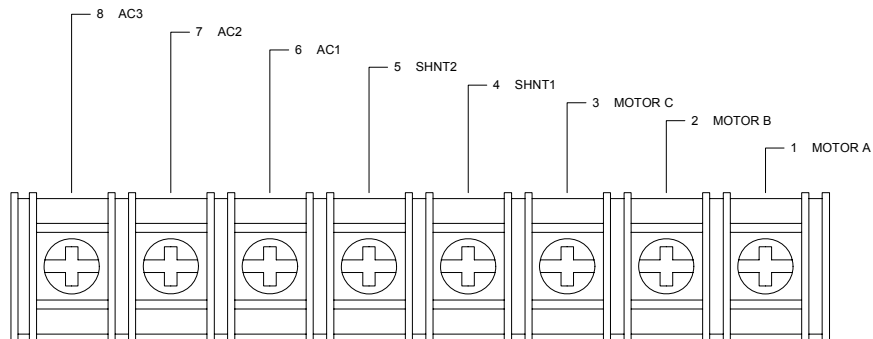 8 AC3
7 AC2
6 AC1
5 SHNT2
4 SHNT1
3 MOTOR C
2 MOTOR B
1 MOTOR A